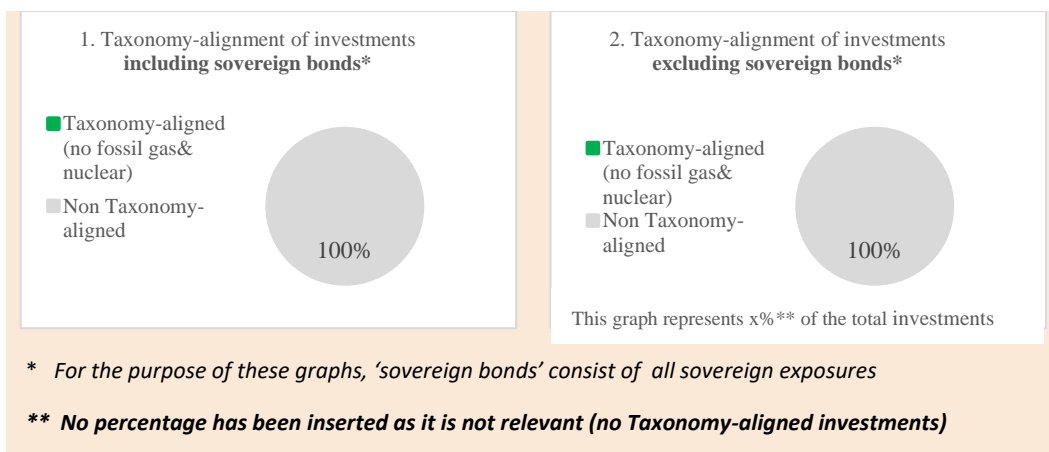 1. Taxonomy-alignment of investments
including sovereign bonds*
Taxonomy-aligned
(no fossil gas&
nuclear)
Non Taxonomy-
aligned
100%
2. Taxonomy-alignment of investments
excluding sovereign bonds*
Taxonomy-aligned
(no fossil gas&
nuclear)
Non Taxonomy-
aligned
100%
This graph represents x%** of the total investments
* For the purpose of these graphs, ‘sovereign bonds’ consist of all sovereign exposures
** No percentage has been inserted as it is not relevant (no Taxonomy-aligned investments)